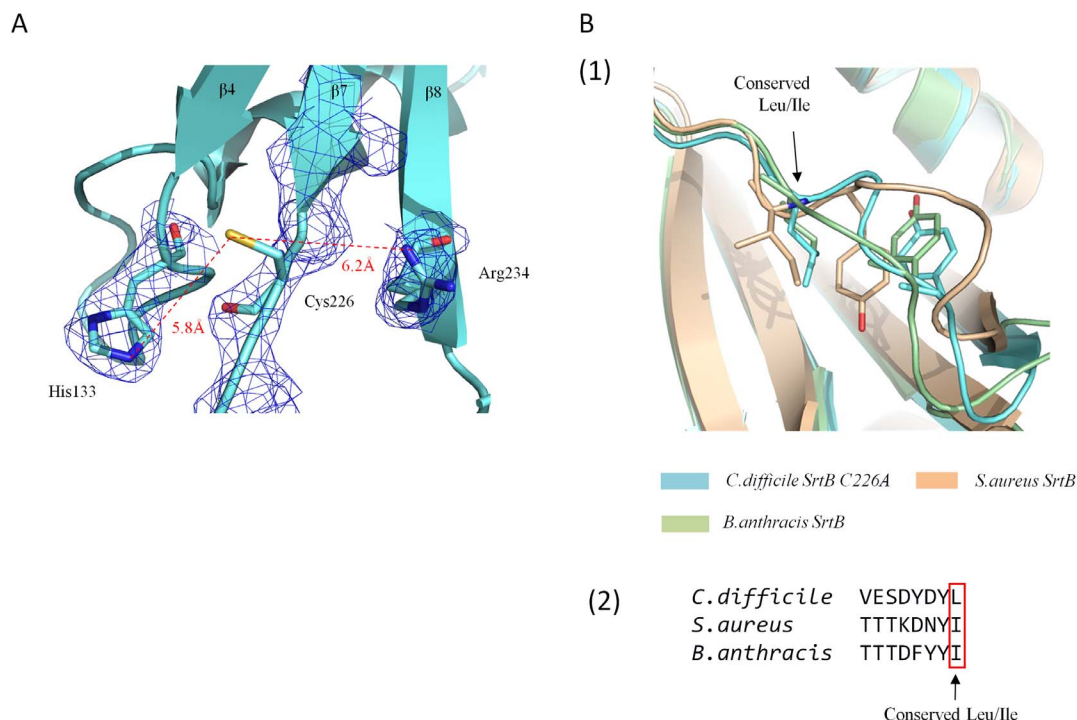 A
β4
β7
β8
6.2Å
Arg234
Cys226
5.8Å
His133
B
(1)
Conserved
Leu/Ile
C.difficile SrtB C226A
S.aureus SrtB
B.anthracis SrtB
(2)
C.difficile VESDYDYL
S.aureus TTTKDNYI
B.anthracis TTTDFYYI
Conserved Leu/Ile